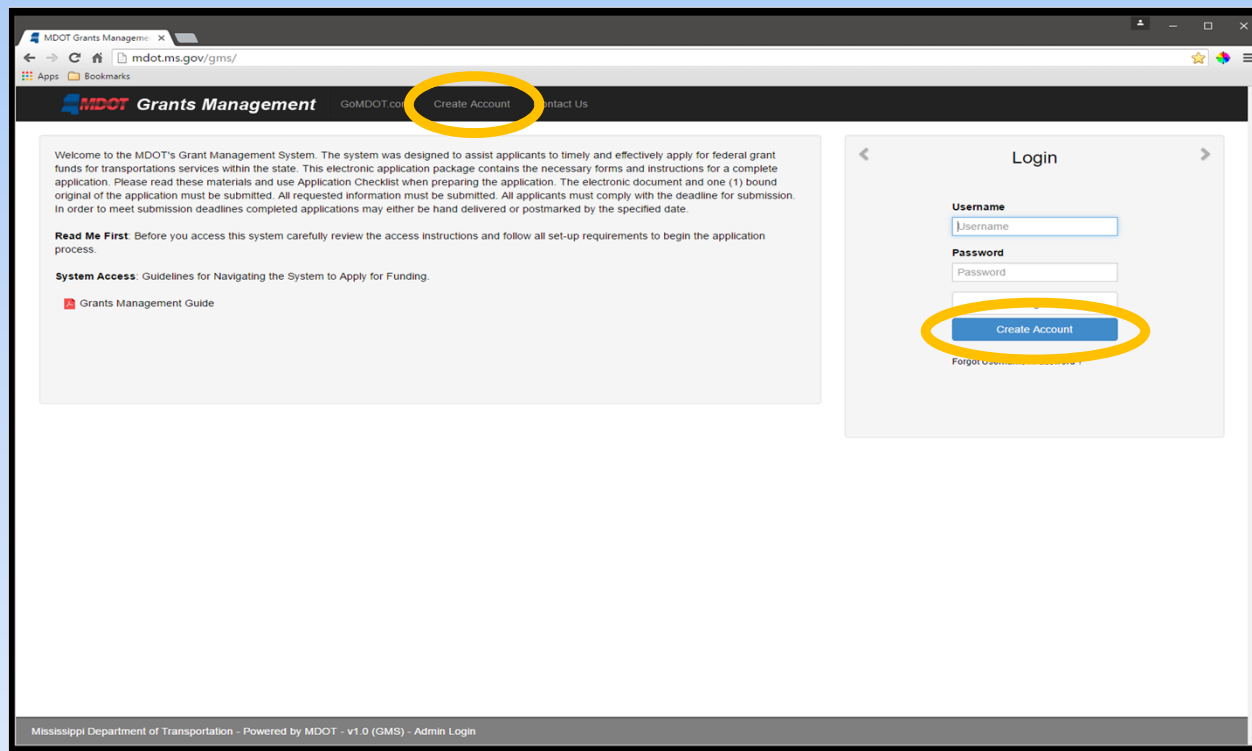 MDOT Grants Manageme
mdot.ms.gov/gms/
Apps Bookmarks
MDOT Grants Management GoMDOT.co Create Account ontact Us
Welcome to the MDOT's Grant Management System. The system was designed to assist applicants to timely and effectively apply for federal grant
funds for transportations services within the state. This electronic application package contains the necessary forms and instructions for a complete
application. Please read these materials and use Application Checklist when preparing the application. The electronic document and one (1) bound
original of the application must be submitted. All requested information must be submitted. All applicants must comply with the deadline for submission.
In order to meet submission deadlines completed applications may either be hand delivered or postmarked by the specified date.
Read Me First: Before you access this system carefully review the access instructions and follow all set-up requirements to begin the application
process.
System Access: Guidelines for Navigating the System to Apply for Funding.
Grants Management Guide
Login
Username
Username
Password
Password
Create Account
Forgot
Mississippi Department of Transportation - Powered by MDOT - v1.0 (GMS) - Admin Login